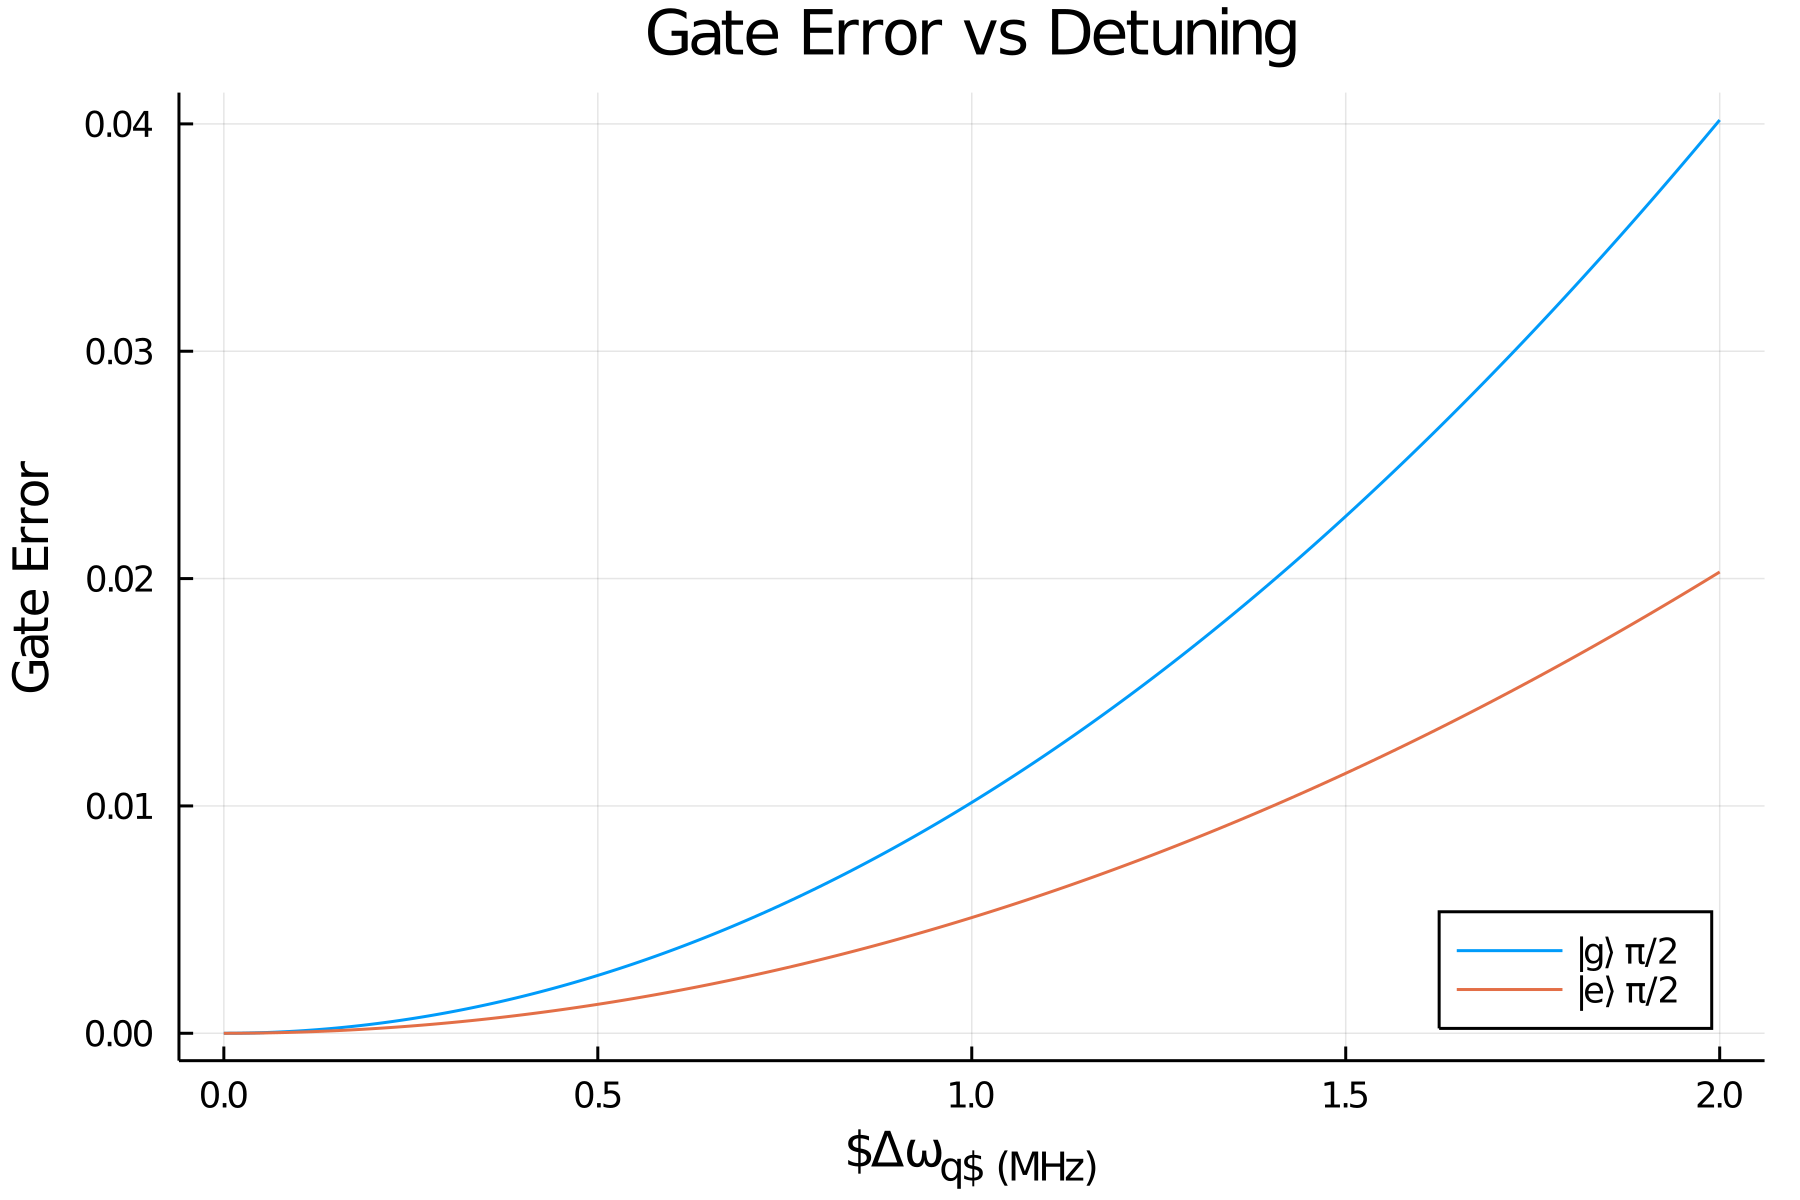 Gate Error vs Detuning
Gate Error
0.04
0.03
0.02
0.01
0.00
|g⟩ π/2
|e⟩ π/2
0.0 0.5 1.0 1.5 2.0
$Δω_q$ (MHz)